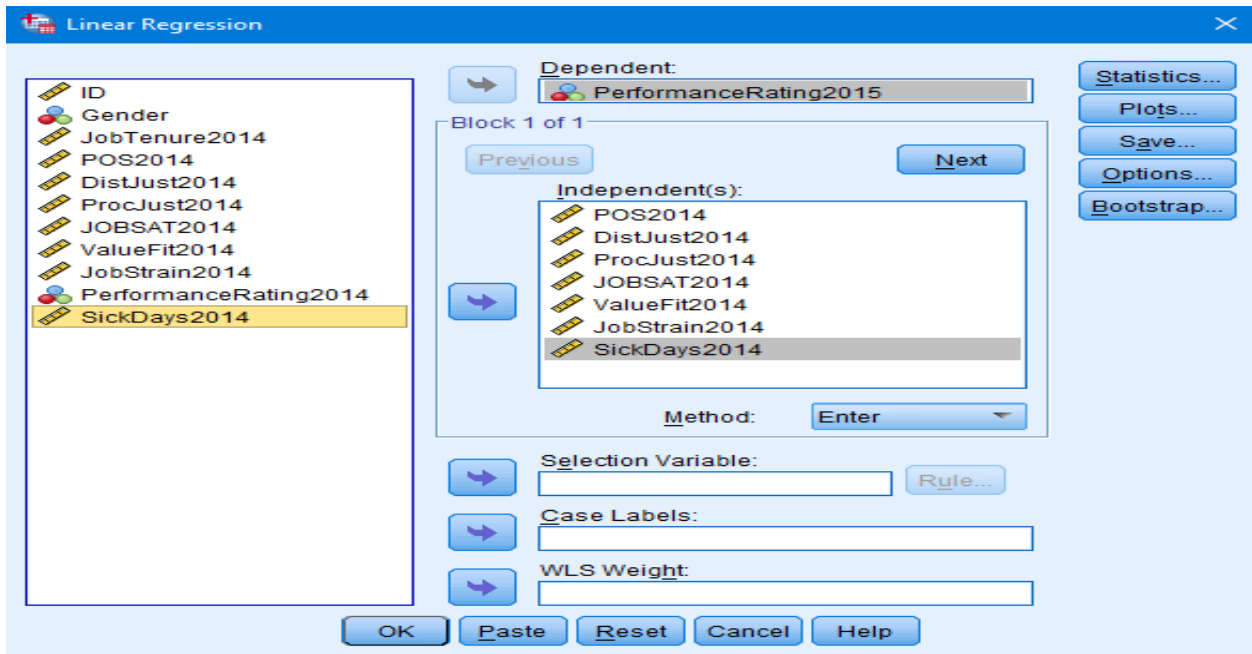 Linear Regression
ID
Gender
JobTenure2014
POS2014
DistJust2014
ProcJust2014
JOBSAT2014
ValueFit2014
JobStrain2014
PerformanceRating2014
SickDays2014
Dependent:
PerformanceRating2015
Block 1 of 1
Previous
Next
Independent(s):
POS2014
DistJust2014
ProcJust2014
JOBSAT2014
ValueFit2014
JobStrain2014
SickDays2014
Method:
Enter
Selection Variable:
Rule...
Case Labels:
WLS Weight:
Statistics...
Plots...
Save...
Options...
Bootstrap...
OK
Paste
Reset
Cancel
Help